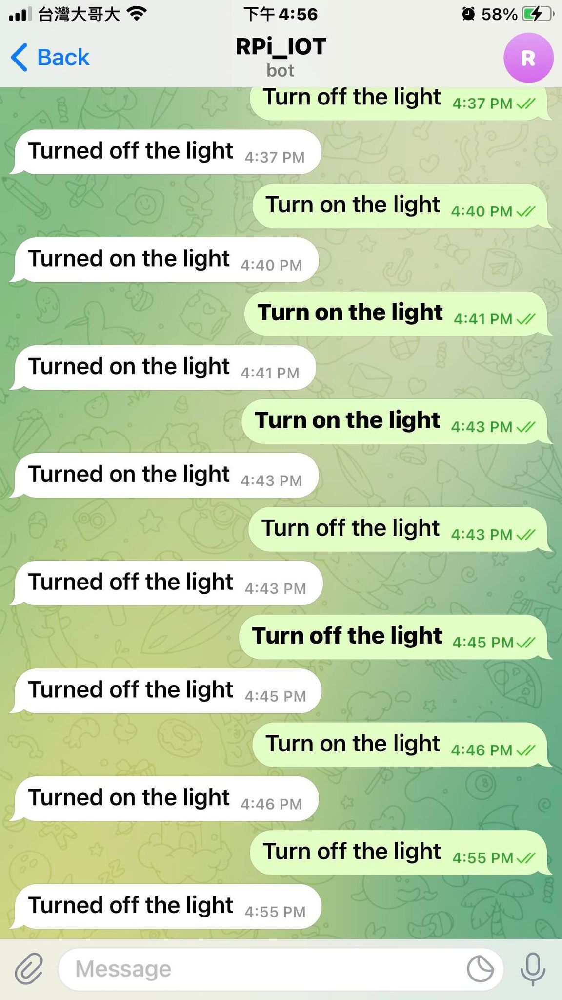 台灣大哥大 下午 4:56 58%
Back RPi_IOT R
bot
Turn off the light 4:37 PM
Turned off the light 4:37 PM
Turn on the light 4:40 PM
Turned on the light 4:40 PM
Turn on the light 4:41 PM
Turned on the light 4:41 PM
Turn on the light 4:43 PM
Turned on the light 4:43 PM
Turn off the light 4:43 PM
Turned off the light 4:43 PM
Turn off the light 4:45 PM
Turned off the light 4:45 PM
Turn on the light 4:46 PM
Turned on the light 4:46 PM
Turn off the light 4:55 PM
Turned off the light 4:55 PM
Message